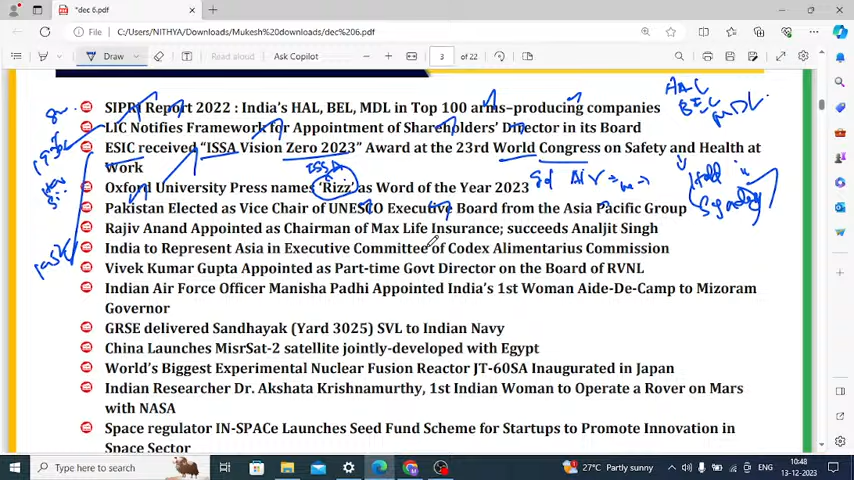 *dec 6.pdf
File
C:/Users/NITHYA/Downloads/Mukesh%20downloads/dec%206.pdf
Draw
Read aloud
Ask Copilot
3
of 22
SIPRI Report 2022 : India's HAL, BEL, MDL in Top 100 arms–producing companies
LIC Notifies Framework for Appointment of Shareholders' Director in its Board
ESIC received "ISSA Vision Zero 2023" Award at the 23rd World Congress on Safety and Health at
Work
Oxford University Press names 'Rizz' as Word of the Year 2023
Pakistan Elected as Vice Chair of UNESCO Executive Board from the Asia Pacific Group
Rajiv Anand Appointed as Chairman of Max Life Insurance; succeeds Analjit Singh
India to Represent Asia in Executive Committee of Codex Alimentarius Commission
Vivek Kumar Gupta Appointed as Part-time Govt Director on the Board of RVNL
Indian Air Force Officer Manisha Padhi Appointed India's 1st Woman Aide-De-Camp to Mizoram
Governor
GRSE delivered Sandhayak (Yard 3025) SVL to Indian Navy
China Launches MisrSat-2 satellite jointly-developed with Egypt
World's Biggest Experimental Nuclear Fusion Reactor JT-60SA Inaugurated in Japan
Indian Researcher Dr. Akshata Krishnamurthy, 1st Indian Woman to Operate a Rover on Mars
with NASA
Space regulator IN-SPACe Launches Seed Fund Scheme for Startups to Promote Innovation in
Space Sector
MDL
Type here to search
27°C Partly sunny
ENG
10:48
13-12-2023